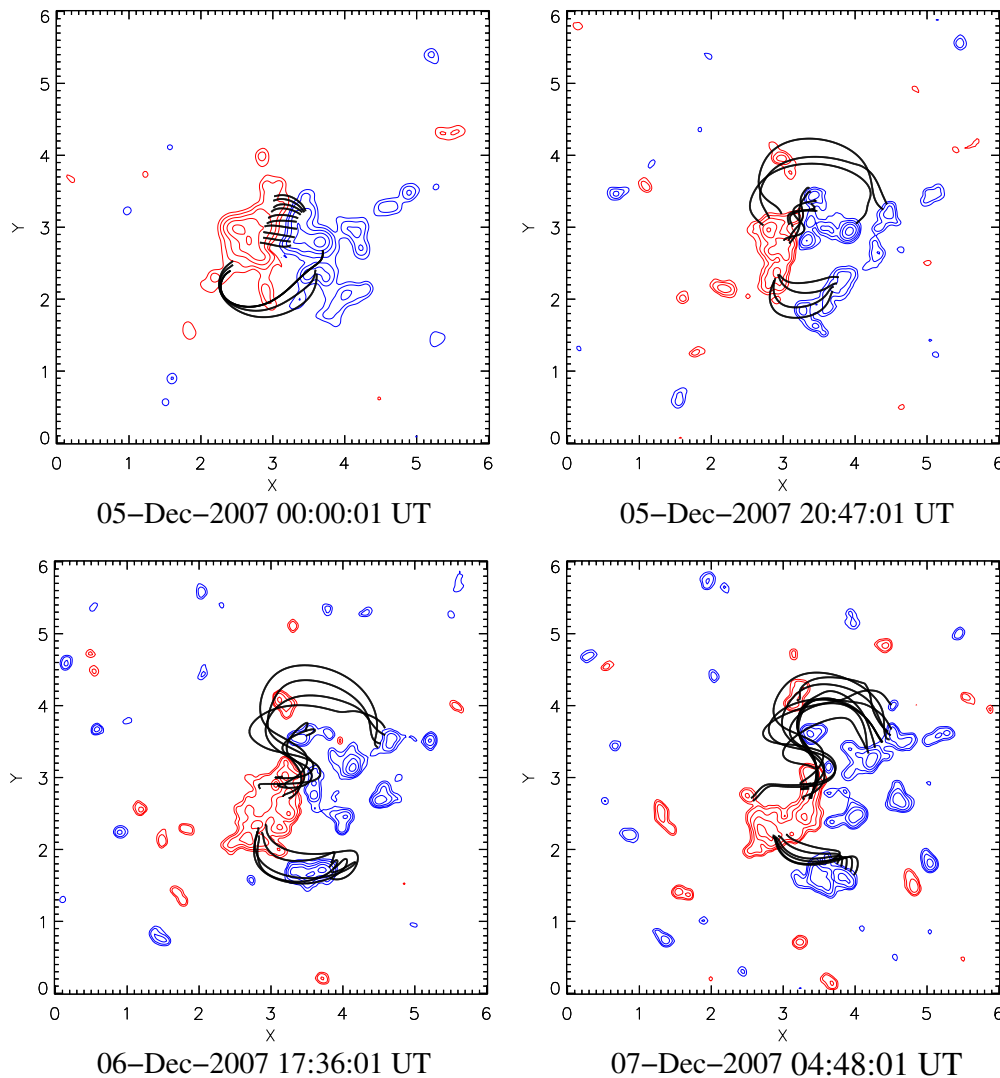 6
5
4
3
2
1
0
Y
0 1 2 3 4 5 6
X
05-Dec-2007 00:00:01 UT
6
5
4
3
2
1
0
Y
0 1 2 3 4 5 6
X
05-Dec-2007 20:47:01 UT
6
5
4
3
2
1
0
Y
0 1 2 3 4 5 6
X
06-Dec-2007 17:36:01 UT
6
5
4
3
2
1
0
Y
0 1 2 3 4 5 6
X
07-Dec-2007 04:48:01 UT